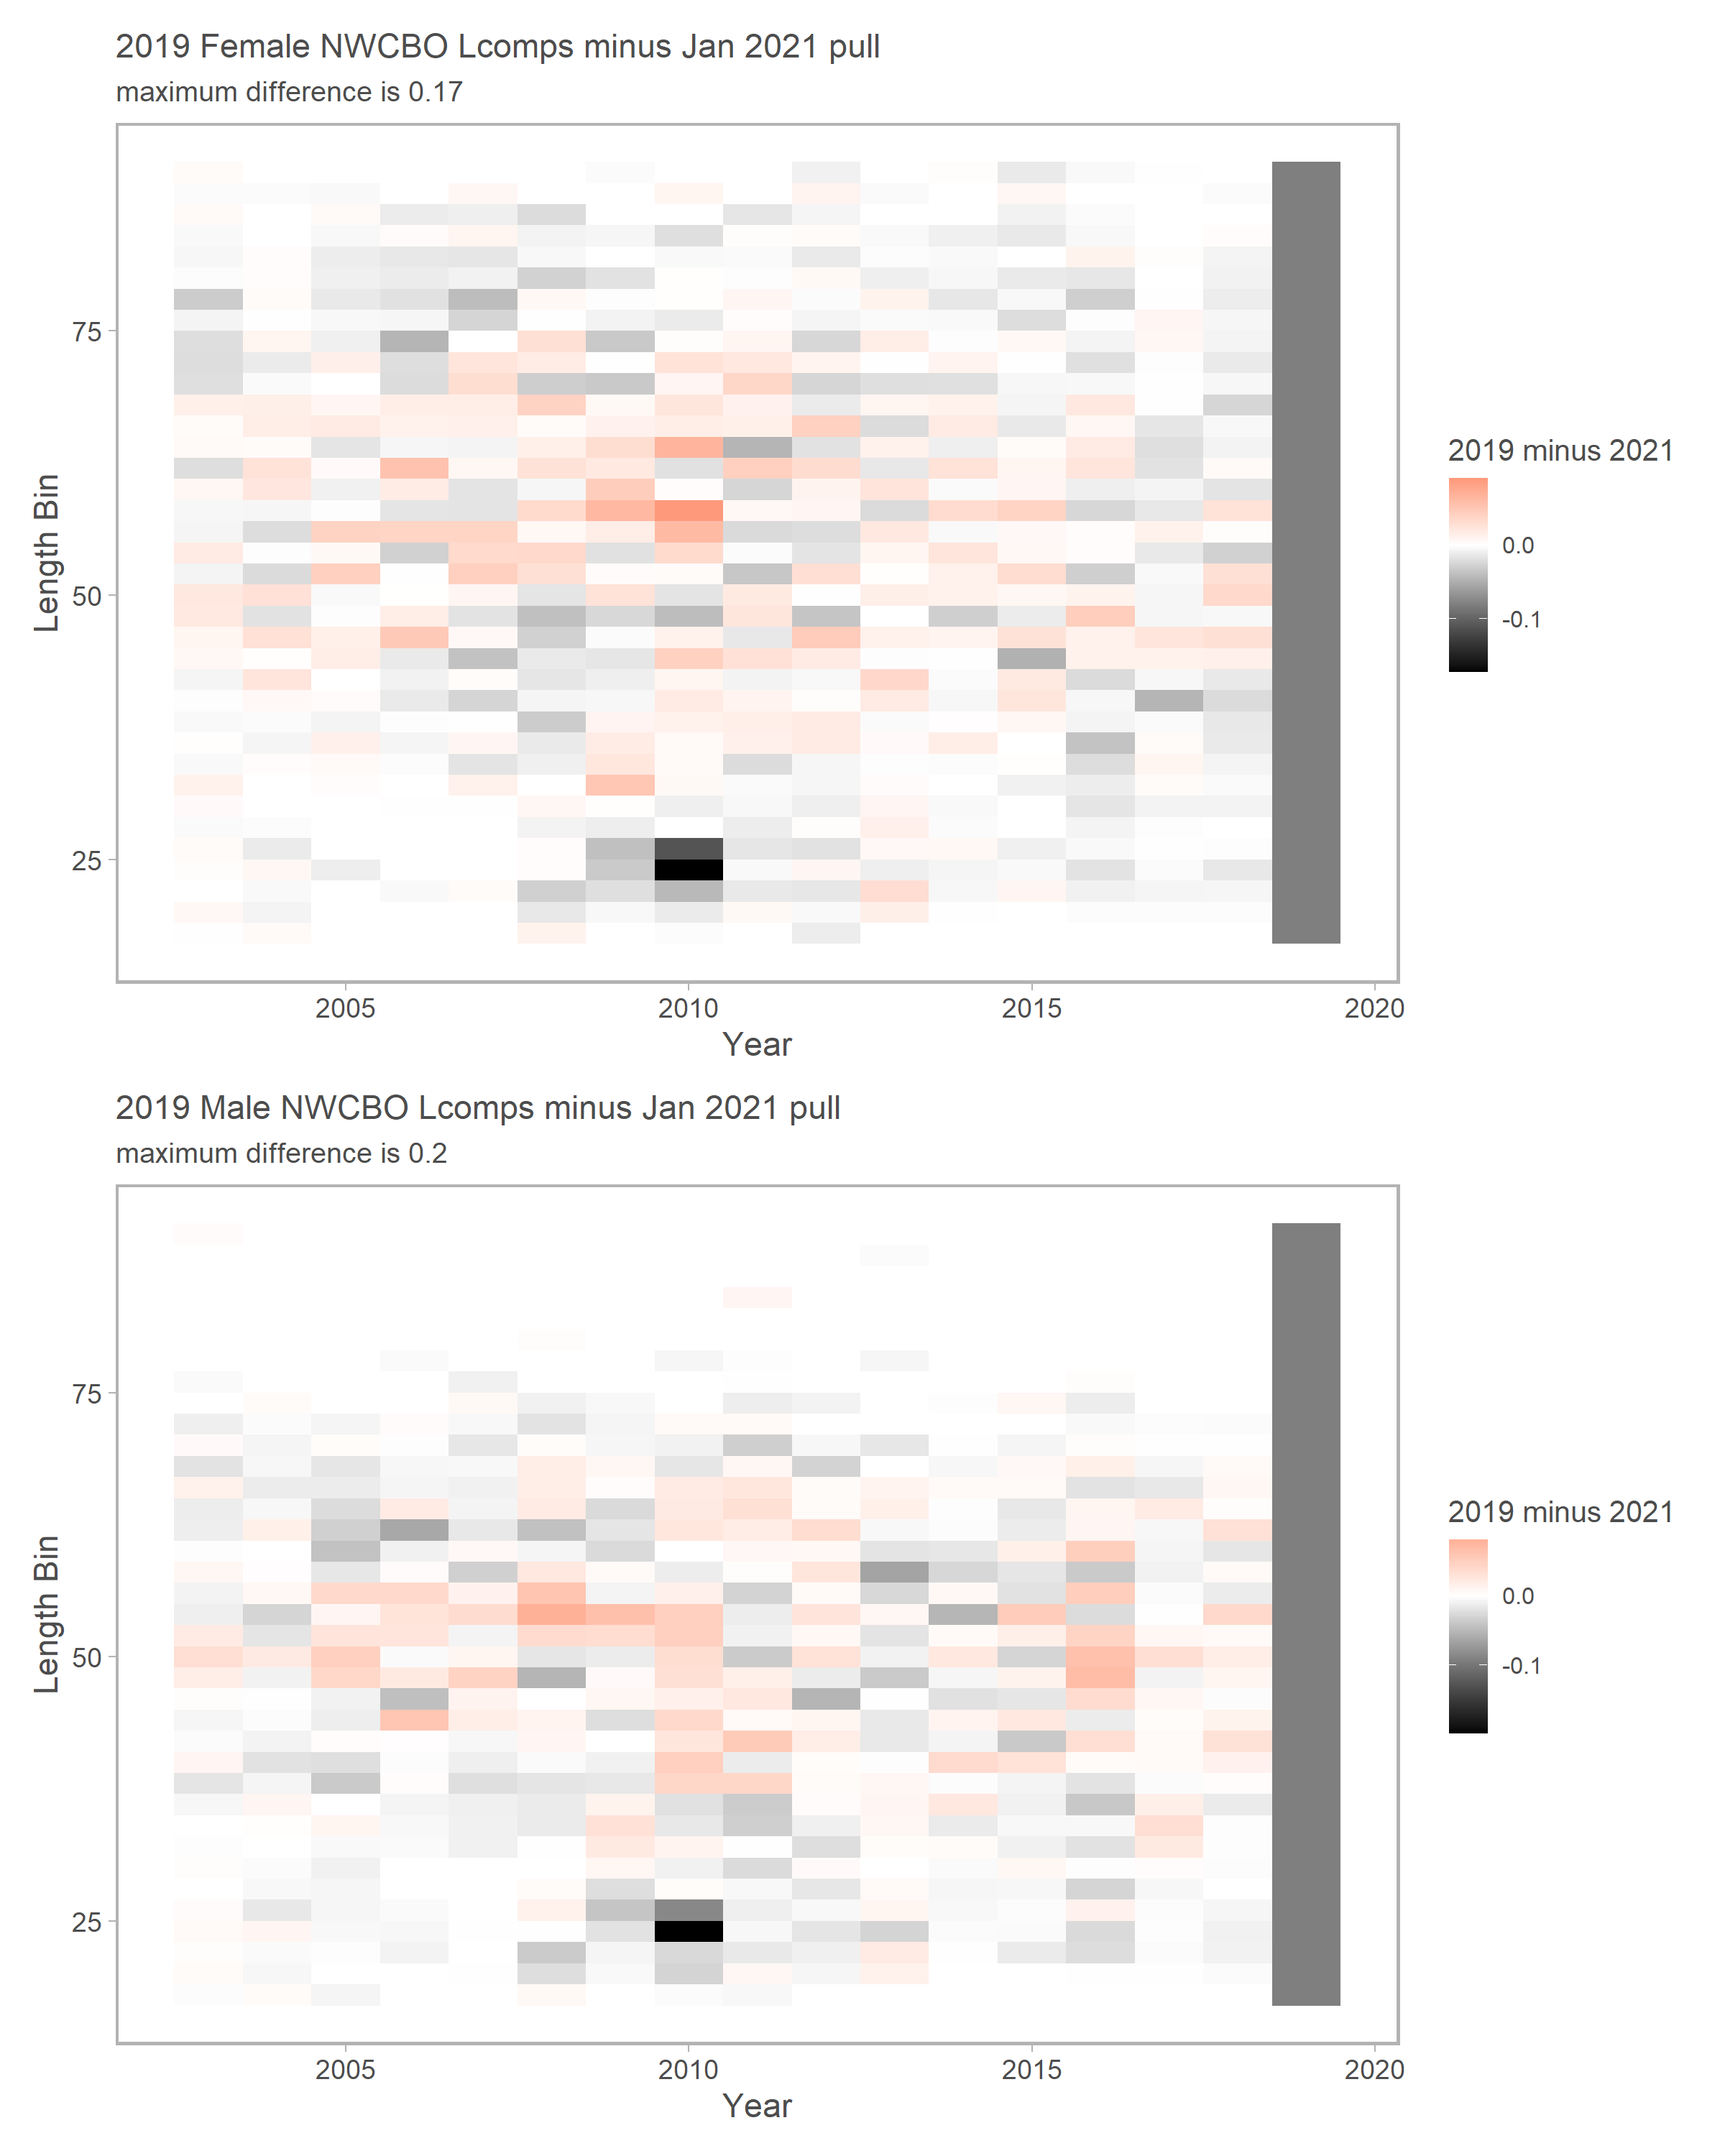 2019 Female NWCBO Lcomps minus Jan 2021 pull
maximum difference is 0.17
75
50
25
Length Bin
2005
2010
2015
2020
Year
2019 minus 2021
0.0
-0.1
2019 Male NWCBO Lcomps minus Jan 2021 pull
maximum difference is 0.2
75
50
25
Length Bin
2005
2010
2015
2020
Year
2019 minus 2021
0.0
-0.1